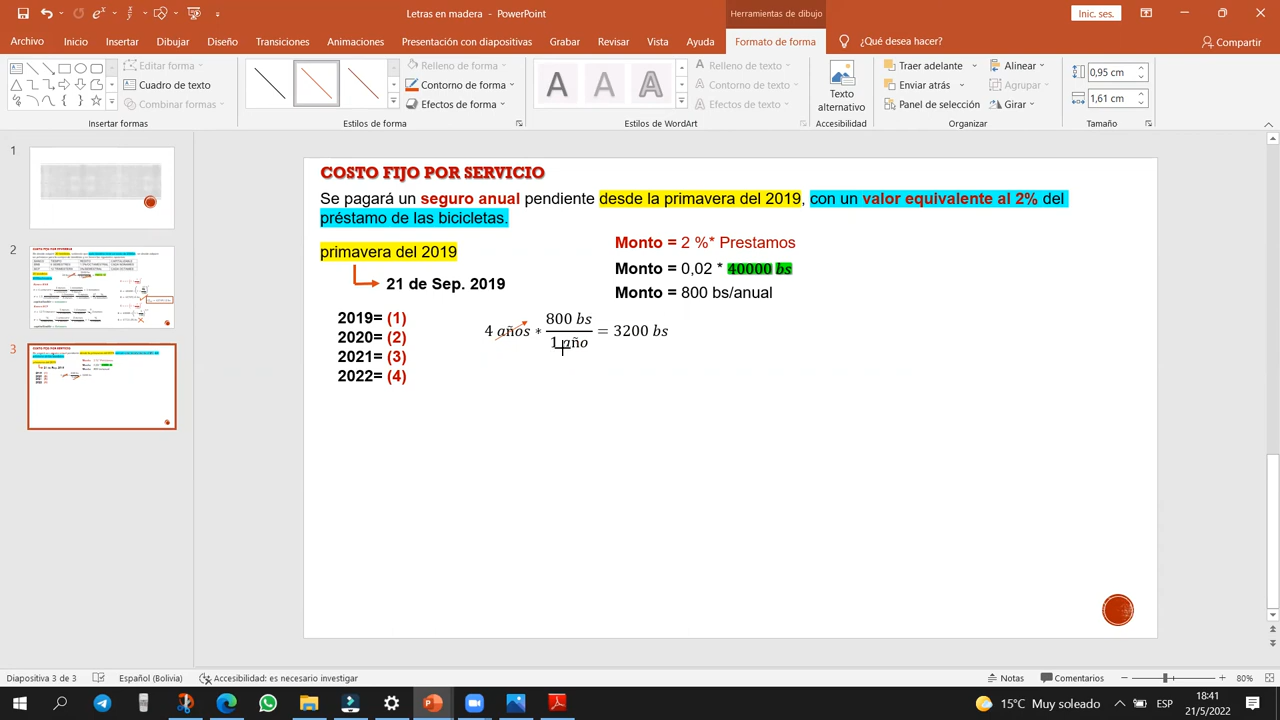 Letras en madera - PowerPoint
Herramientas de dibujo
Inic. ses.
Archivo Inicio Insertar Dibujar Diseño Transiciones Animaciones Presentación con diapositivas Grabar Revisar Vista Ayuda Formato de forma ¿Qué desea hacer? Compartir
Editar forma
Cuadro de texto
Combinar formas
Insertar formas
Relleno de forma
Contorno de forma
Efectos de forma
Estilos de forma
A A A
Relleno de texto
Contorno de texto
Efectos de texto
Estilos de WordArt
Texto
alternativo
Accesibilidad
Traer adelante
Enviar atrás
Panel de selección
Alinear
Agrupar
Girar
Organizar
0,95 cm
1,61 cm
Tamaño
1
2
3
COSTO FIJO POR SERVICIO
Se pagará un seguro anual pendiente desde la primavera del 2019, con un valor equivalente al 2% del
préstamo de las bicicletas.
primavera del 2019
21 de Sep. 2019
2019= (1)
2020= (2)
2021= (3)
2022= (4)
Monto = 2 %* Prestamos
Monto = 0,02 * 40000 bs
Monto = 800 bs/anual
800 bs
4 años * = 3200 bs
1 año
Diapositiva 3 de 3 Español (Bolivia) Accesibilidad: es necesario investigar Notas Comentarios 80%
15°C Muy soleado ESP
18:41
21/5/2022